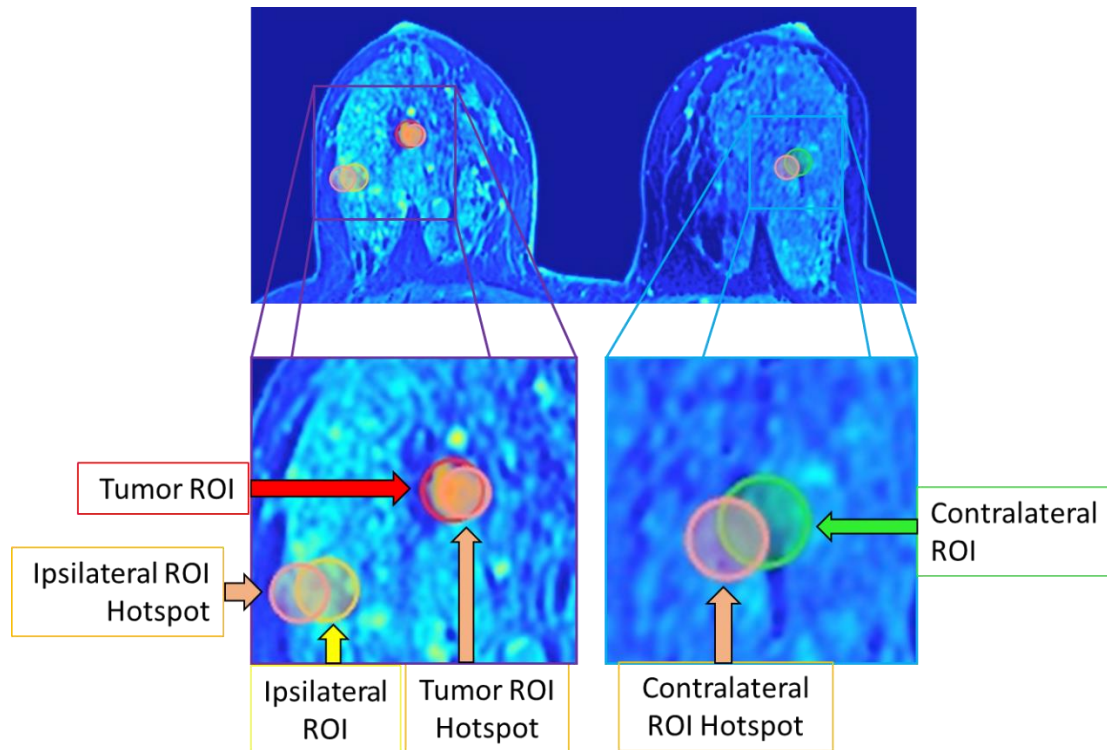 Tumor ROI
Ipsilateral ROI
Hotspot
Ipsilateral
ROI
Tumor ROI
Hotspot
Contralateral
ROI Hotspot
Contralateral
ROI